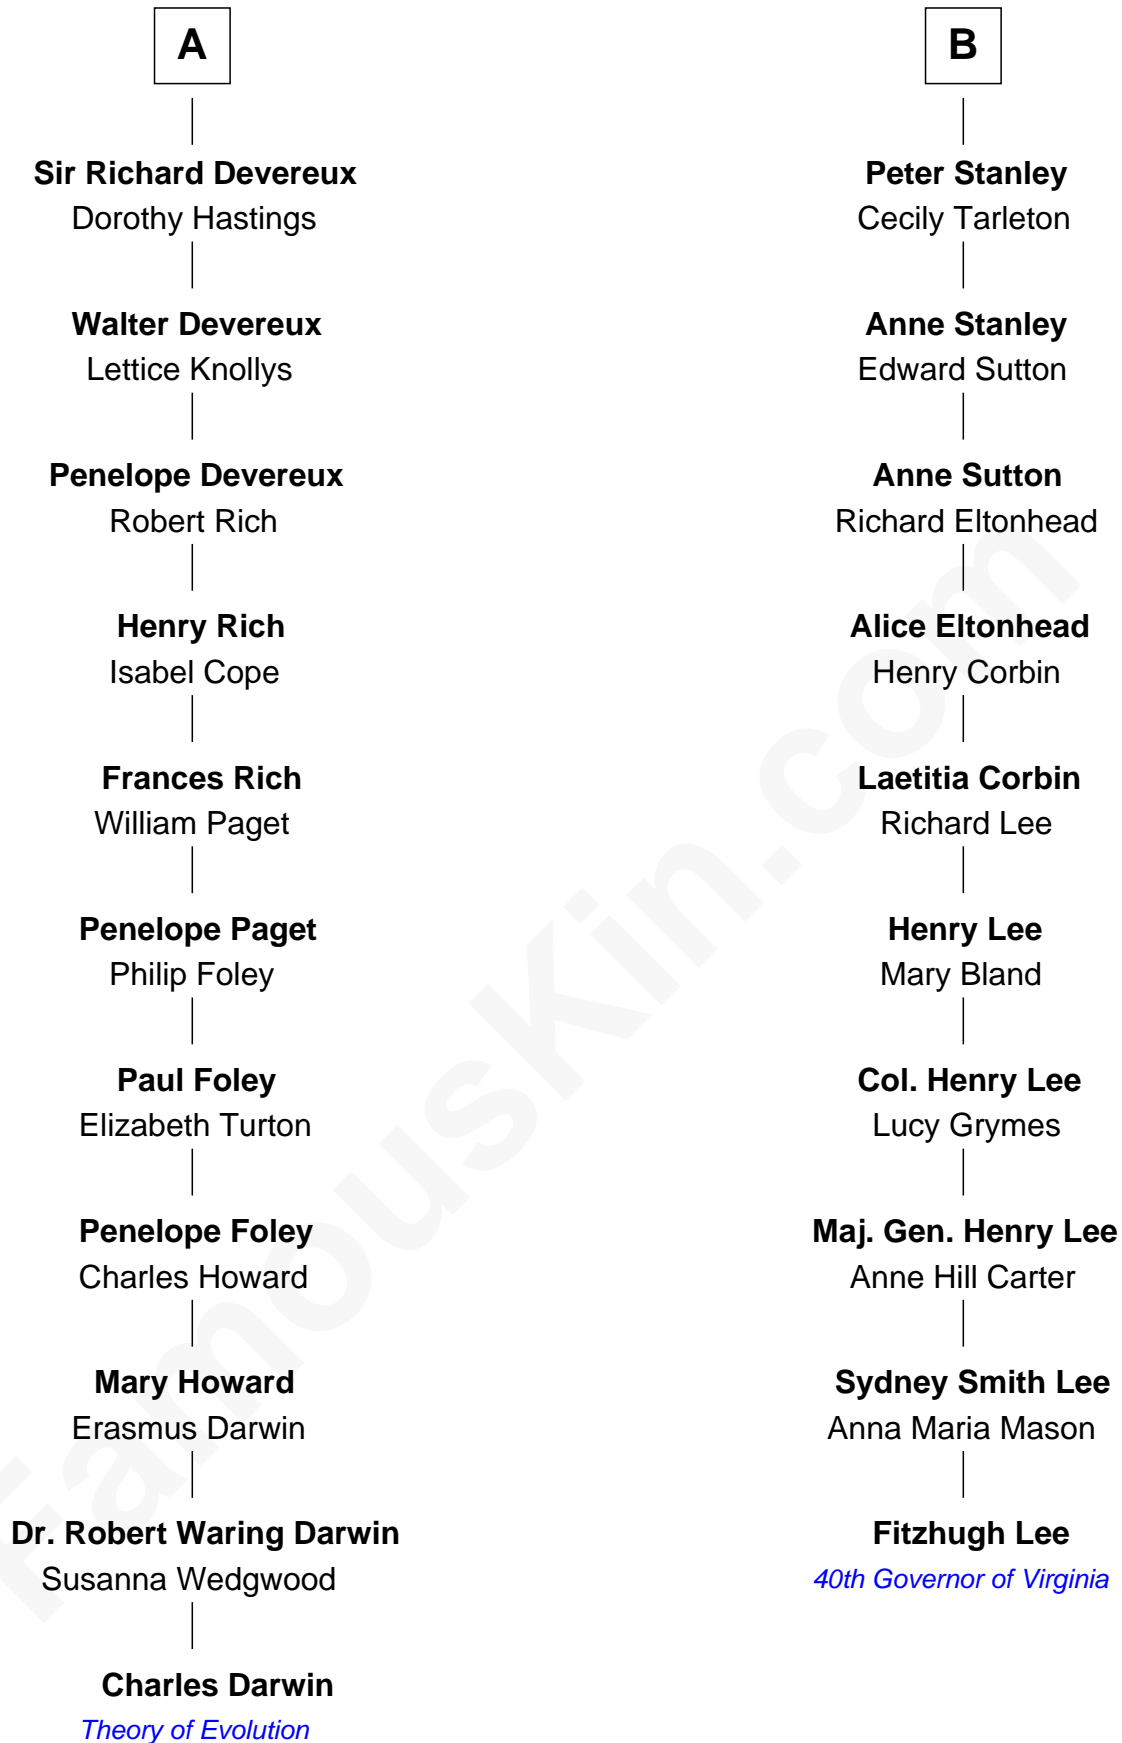 A
Sir Richard Devereux
Dorothy Hastings
Walter Devereux
Lettice Knollys
Penelope Devereux
Robert Rich
Henry Rich
Isabel Cope
Frances Rich
William Paget
Penelope Paget
Philip Foley
Paul Foley
Elizabeth Turton
Penelope Foley
Charles Howard
Mary Howard
Erasmus Darwin
Dr. Robert Waring Darwin
Susanna Wedgwood
Charles Darwin
Theory of Evolution
B
Peter Stanley
Cecily Tarleton
Anne Stanley
Edward Sutton
Anne Sutton
Richard Eltonhead
Alice Eltonhead
Henry Corbin
Laetitia Corbin
Richard Lee
Henry Lee
Mary Bland
Col. Henry Lee
Lucy Grymes
Maj. Gen. Henry Lee
Anne Hill Carter
Sydney Smith Lee
Anna Maria Mason
Fitzhugh Lee
40th Governor of Virginia
FamousKin.com